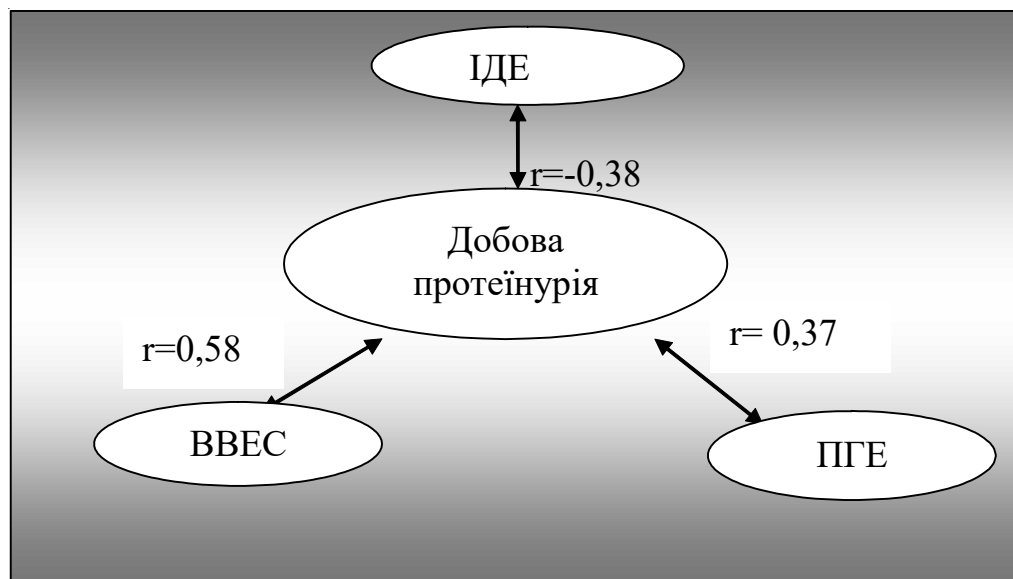 ІДЕ
r=-0,38
Добова
протеїнурія
r=0,58
r= 0,37
ВВЕС
ПГЕ